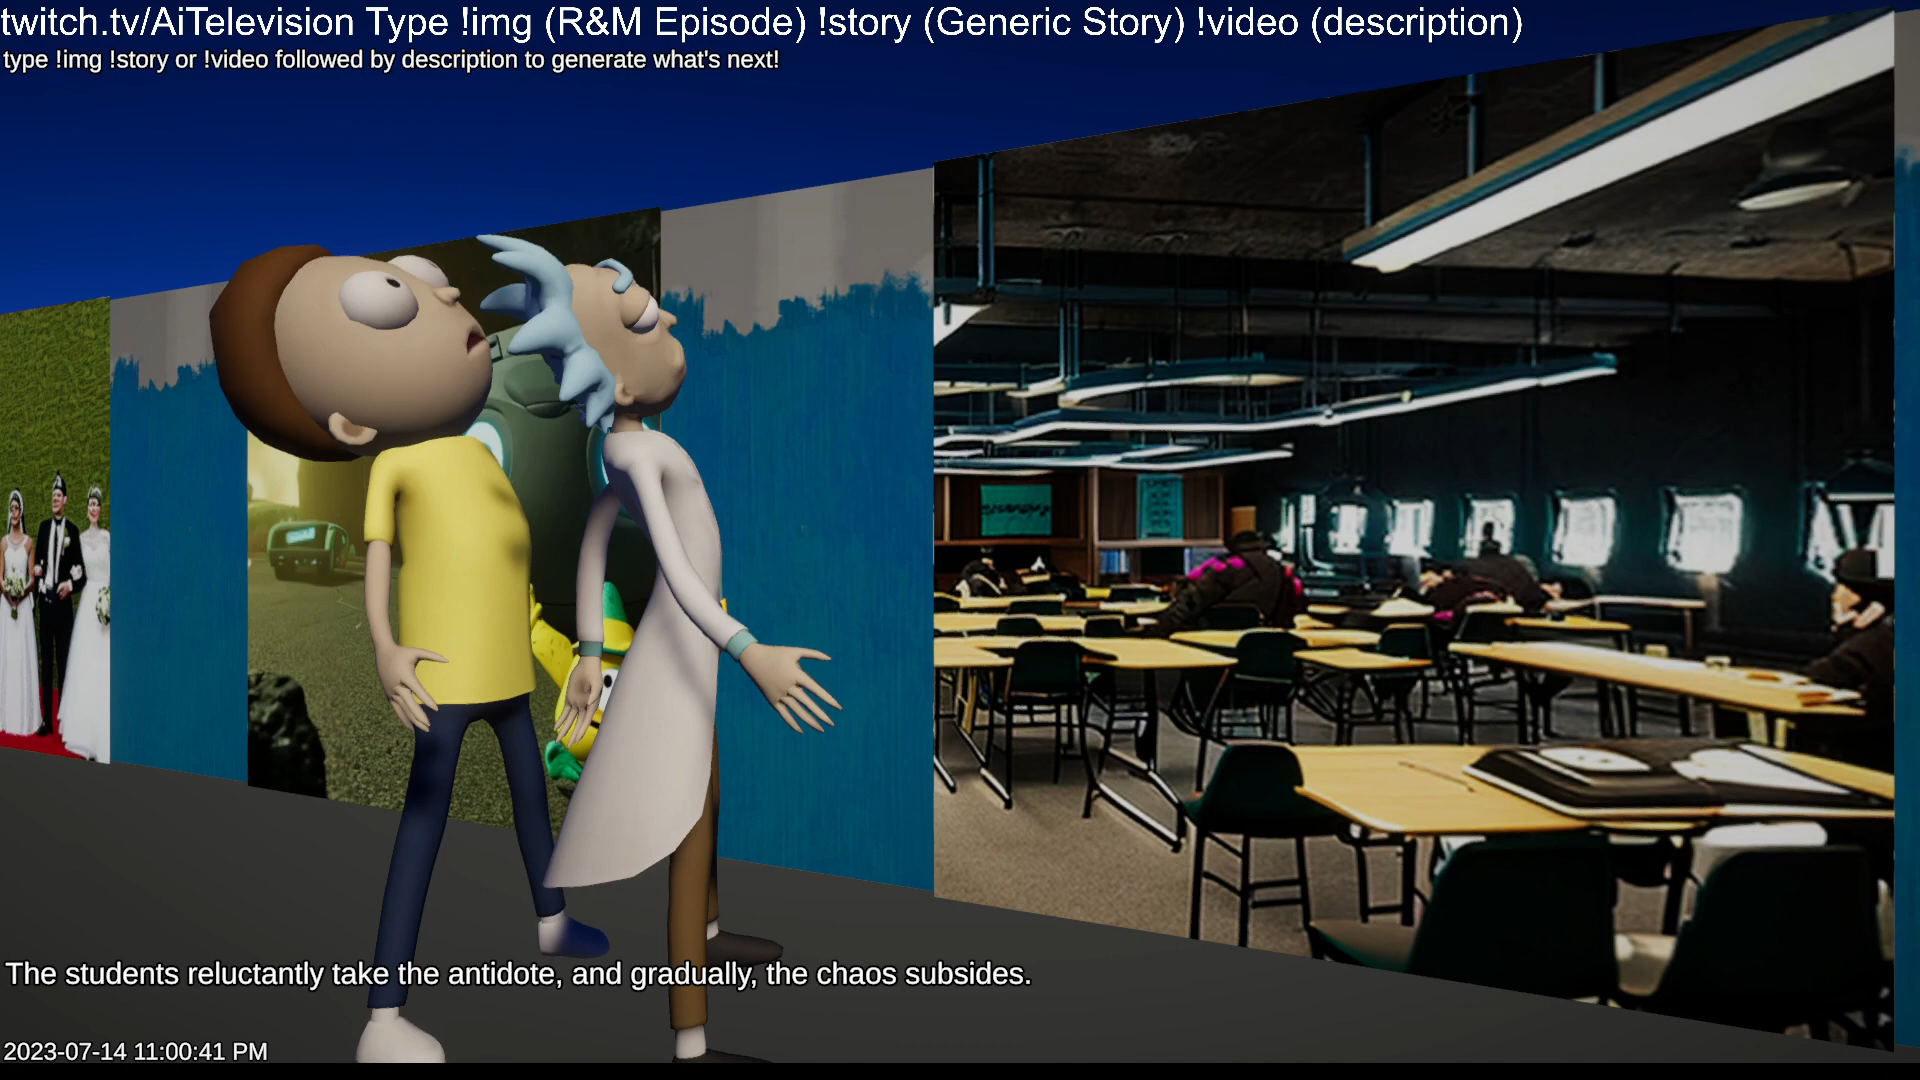 twitch.tv/AiTelevision Type !img (R&M Episode) !story (Generic Story) !video (description)
type !img !story or !video followed by description to generate what's next!
The students reluctantly take the antidote, and gradually, the chaos subsides.
2023-07-14 11:00:41 PM